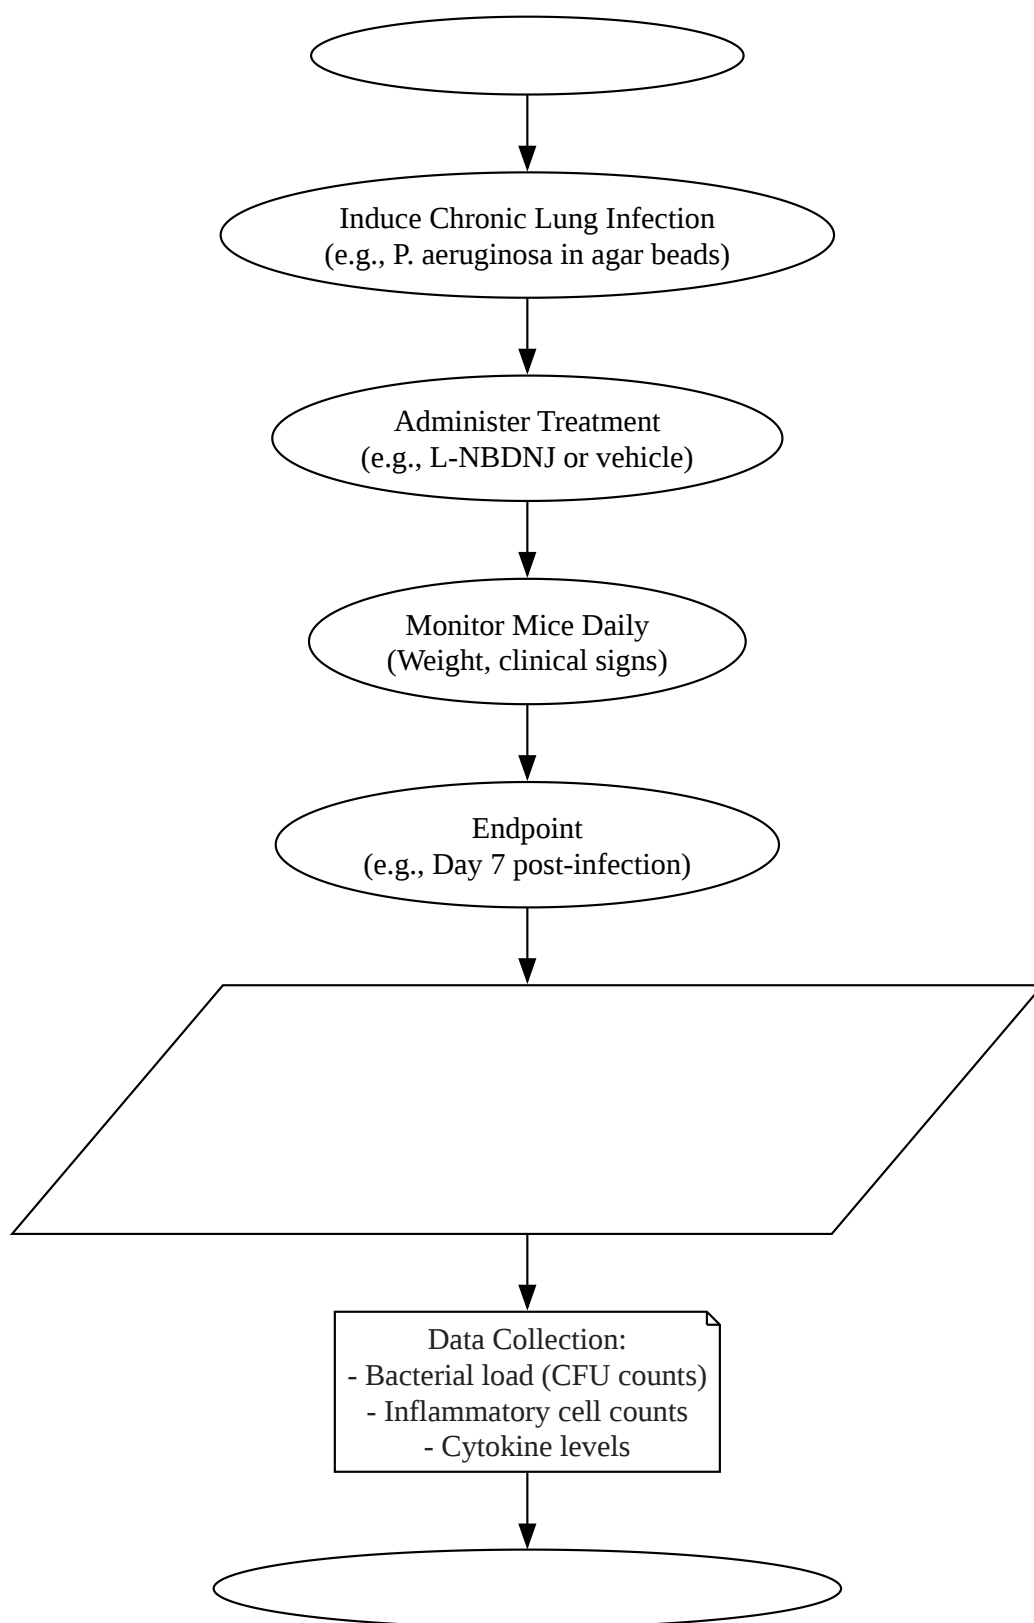 Induce Chronic Lung Infection
(e.g., P. aeruginosa in agar beads)
Administer Treatment
(e.g., L-NBDNJ or vehicle)
Monitor Mice Daily
(Weight, clinical signs)
Endpoint
(e.g., Day 7 post-infection)
Data Collection:
- Bacterial load (CFU counts)
- Inflammatory cell counts
- Cytokine levels